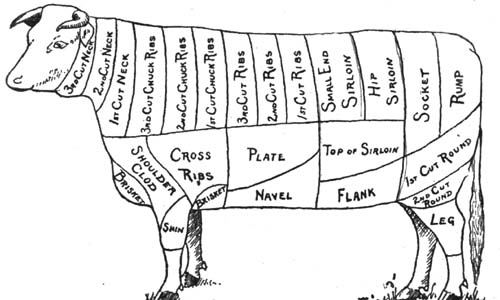 3RD CUT NECK
2ND CUT NECK
1ST CUT NECK
3RD CUT CHUCK RIBS
2ND CUT CHUCK RIBS
1ST CUT CHUCK RIBS
3RD CUT RIBS
2ND CUT RIBS
1ST CUT RIBS
SMALL END
SIRLOIN
HIP
SIRLOIN
SOCKET
RUMP
SHOULDER
CLOD
CROSS
RIBS
PLATE
TOP OF SIRLOIN
1ST CUT ROUND
BRISKET
BRISKET
NAVEL
FLANK
2ND CUT
ROUND
SHIN
LEG